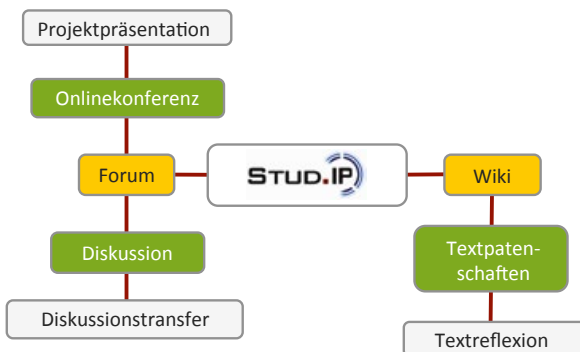 Projektpräsentation
Onlinekonferenz
Forum
STUD.IP
Wiki
Diskussion
Textpaten-
schaften
Diskussionstransfer
Textreflexion